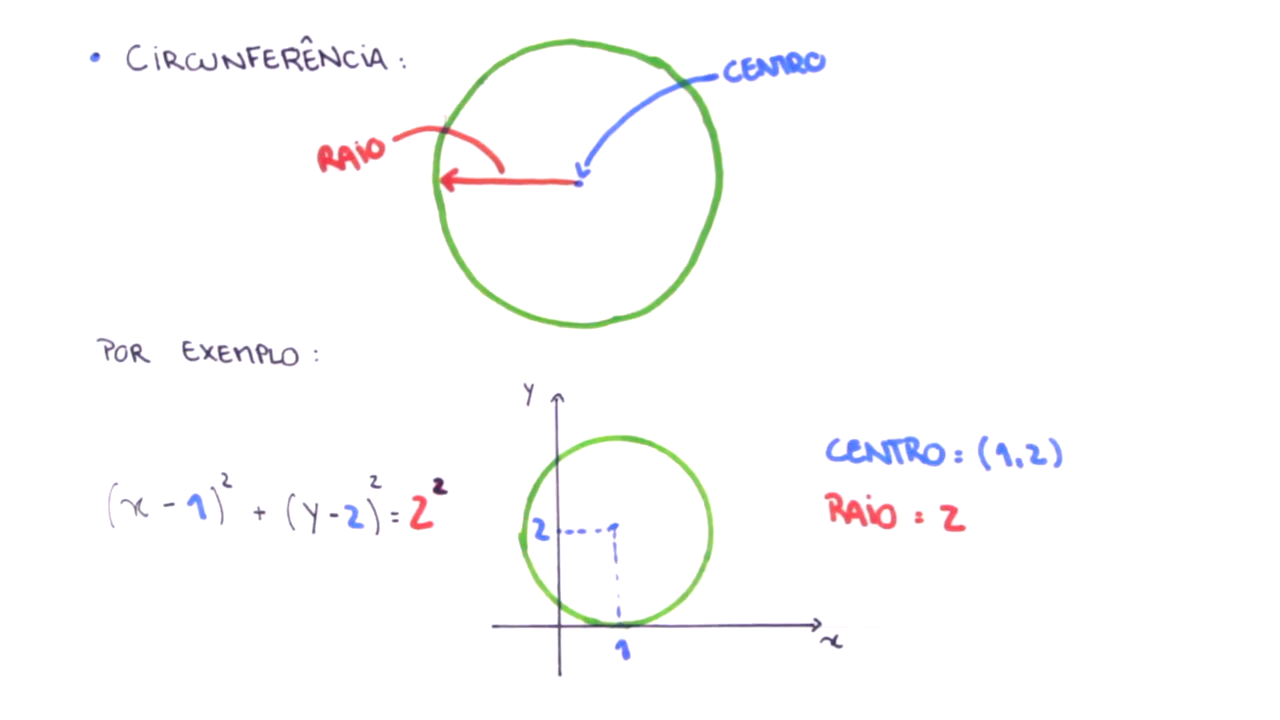 • CIRCUNFERÊNCIA:
CENTRO
RAIO
POR EXEMPLO:
y
CENTRO = (1,2)
(x - 1)² + (y - 2)² = 2²
RAIO = 2
2
1
x